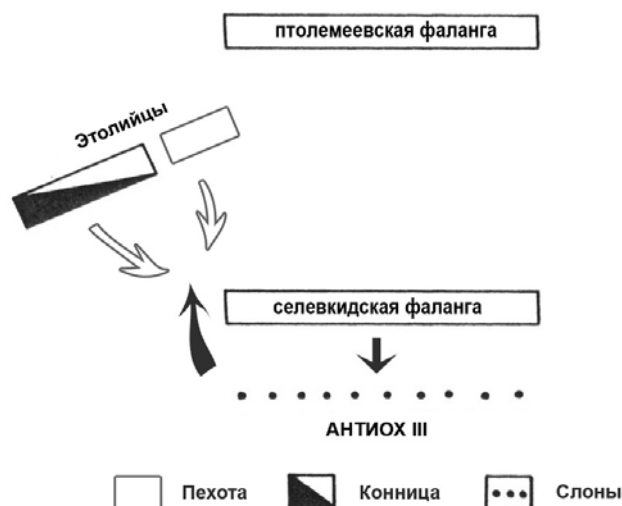 птолемеевская фаланга
Этолийцы
селевкидская фаланга
АНТИОХ III
Пехота
Конница
Слоны